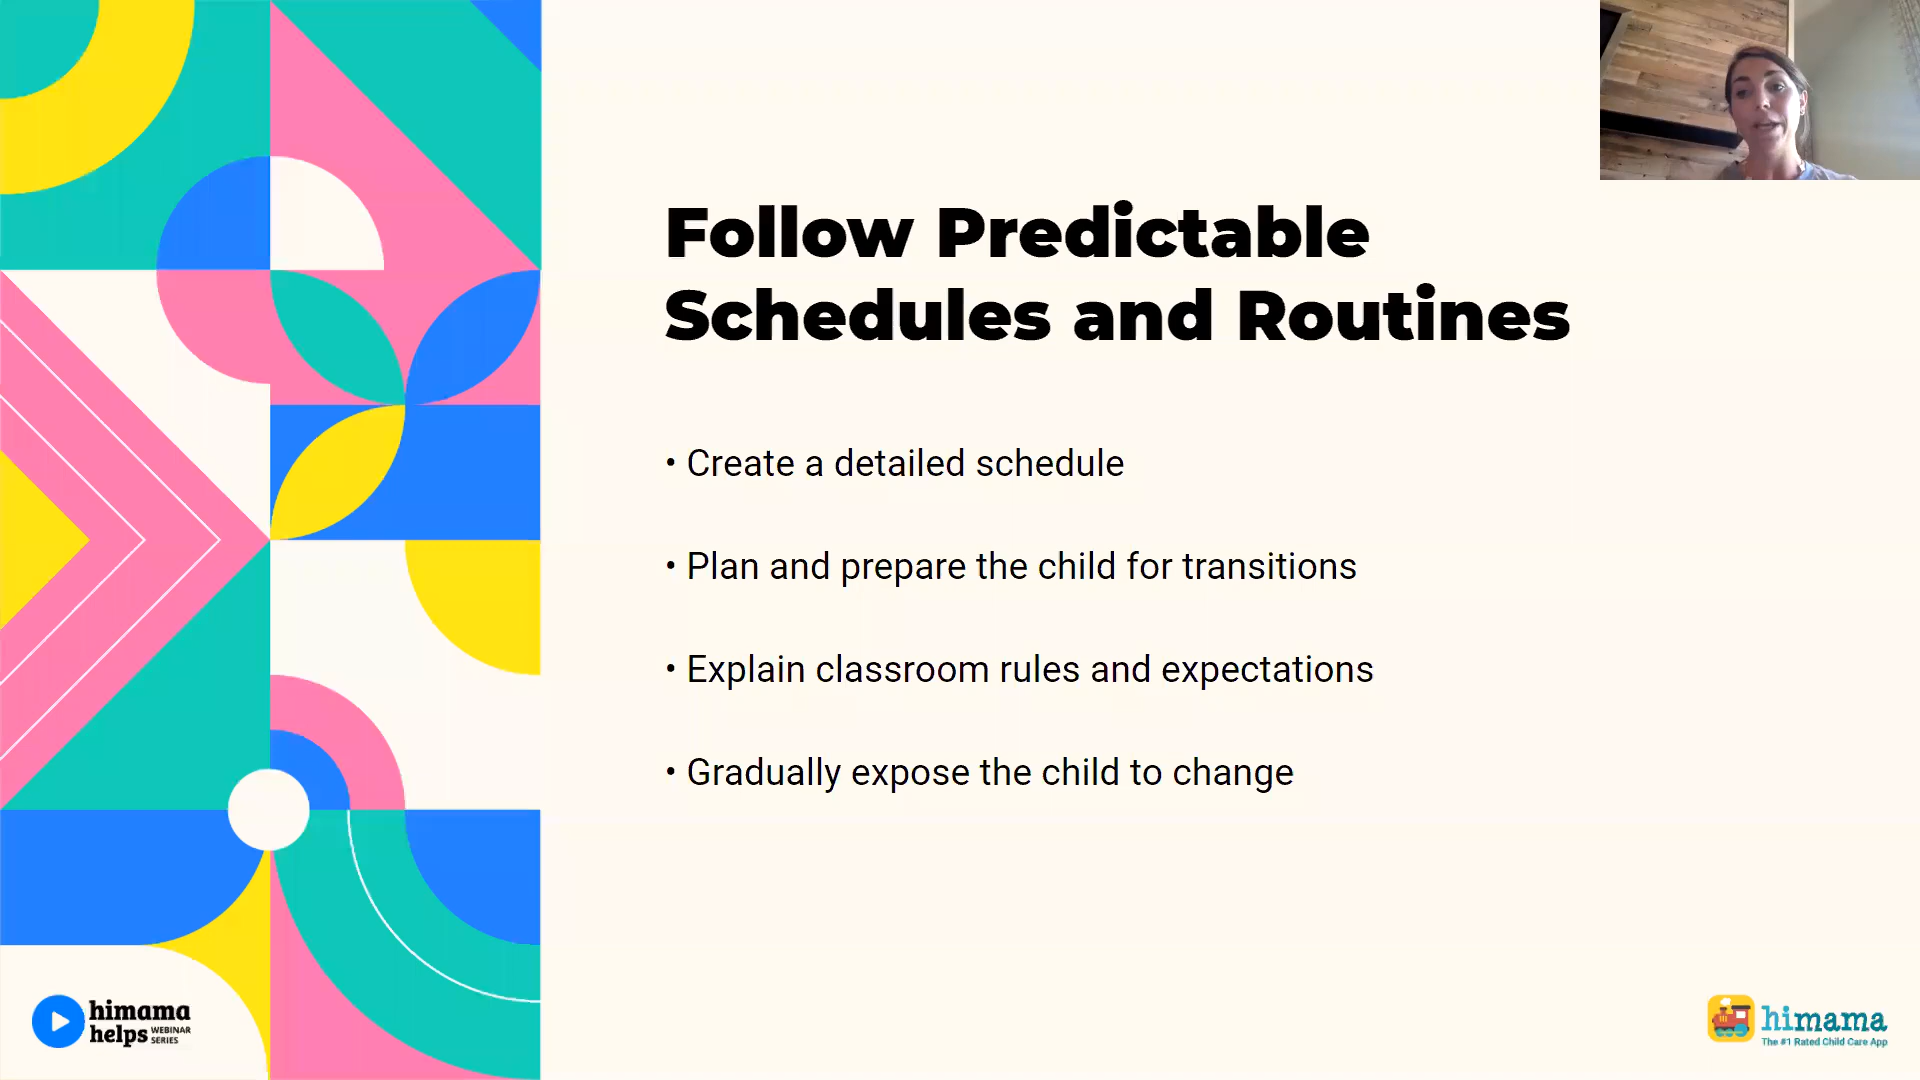 Follow Predictable
Schedules and Routines
• Create a detailed schedule
• Plan and prepare the child for transitions
• Explain classroom rules and expectations
• Gradually expose the child to change
himama
helps WEBINAR
SERIES
himama
The #1 Rated Child Care App